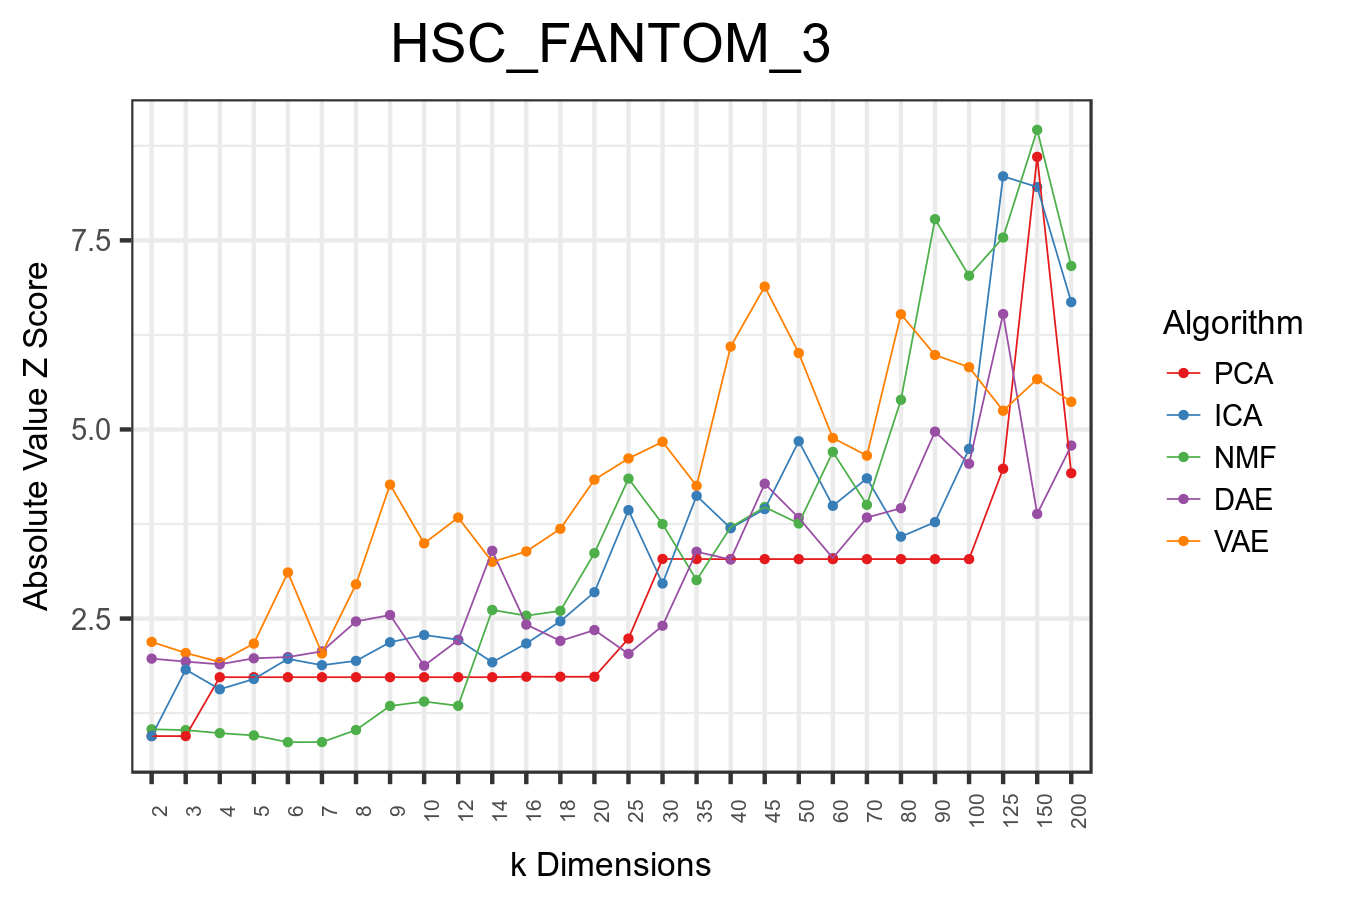 HSC_FANTOM_3
Absolute Value Z Score
7.5
5.0
2.5
2 3 4 5 6 7 8 9 10 12 14 16 18 20 25 30 35 40 45 50 60 70 80 90 100 125 150 200
k Dimensions
Algorithm
PCA
ICA
NMF
DAE
VAE